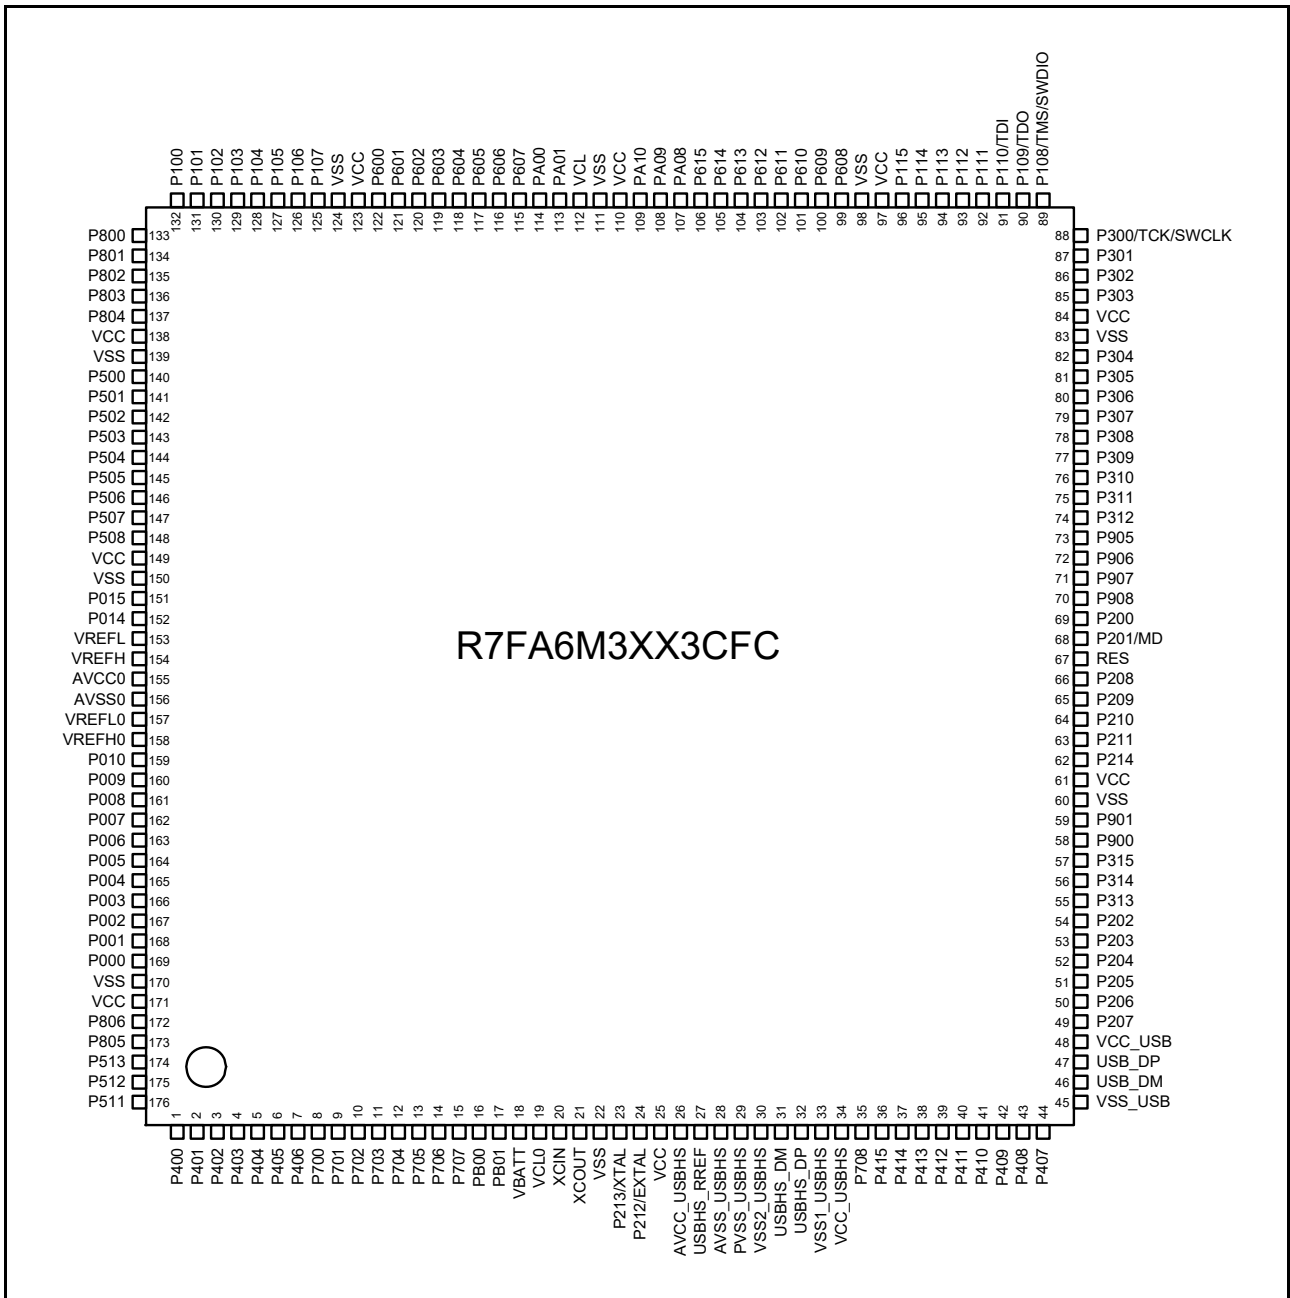 P100 P101 P102 P103 P104 P105 P106 P107 VSS VCC P600 P601 P602 P603 P604 P605 P606 P607 PA00 PA01 VCL VSS VCC PA10 PA09 PA08 P615 P614 P613 P612 P611 P610 P609 P608 VSS VCC P115 P114 P113 P112 P111 P110/TDI P109/TDO P108/TMS/SWDIO
132 131 130 129 128 127 126 125 124 123 122 121 120 119 118 117 116 115 114 113 112 111 110 109 108 107 106 105 104 103 102 101 100 99 98 97 96 95 94 93 92 91 90 89
P800 133 88 P300/TCK/SWCLK
P801 134 87 P301
P802 135 86 P302
P803 136 85 P303
P804 137 84 VCC
VCC 138 83 VSS
VSS 139 82 P304
P500 140 81 P305
P501 141 80 P306
P502 142 79 P307
P503 143 78 P308
P504 144 77 P309
P505 145 76 P310
P506 146 75 P311
P507 147 74 P312
P508 148 73 P905
VCC 149 72 P906
VSS 150 71 P907
P015 151 70 P908
P014 152 69 P200
VREFL 153 68 P201/MD
R7FA6M3XX3CFC
VREFH 154 67 RES
AVCC0 155 66 P208
AVSS0 156 65 P209
VREFL0 157 64 P210
VREFH0 158 63 P211
P010 159 62 P214
P009 160 61 VCC
P008 161 60 VSS
P007 162 59 P901
P006 163 58 P900
P005 164 57 P315
P004 165 56 P314
P003 166 55 P313
P002 167 54 P202
P001 168 53 P203
P000 169 52 P204
VSS 170 51 P205
VCC 171 50 P206
P806 172 49 P207
P805 173 48 VCC_USB
P513 174 47 USB_DP
P512 175 46 USB_DM
P511 176 45 VSS_USB
1 2 3 4 5 6 7 8 9 10 11 12 13 14 15 16 17 18 19 20 21 22 23 24 25 26 27 28 29 30 31 32 33 34 35 36 37 38 39 40 41 42 43 44
P400 P401 P402 P403 P404 P405 P406 P700 P701 P702 P703 P704 P705 P706 P707 PB00 PB01 VBATT VCL0 XCIN XCOUT VSS P213/XTAL P212/EXTAL VCC AVCC_USBHS USBHS_RREF AVSS_USBHS PVSS_USBHS VSS2_USBHS USBHS_DM USBHS_DP VSS1_USBHS VCC_USBHS P708 P415 P414 P413 P412 P411 P410 P409 P408 P407